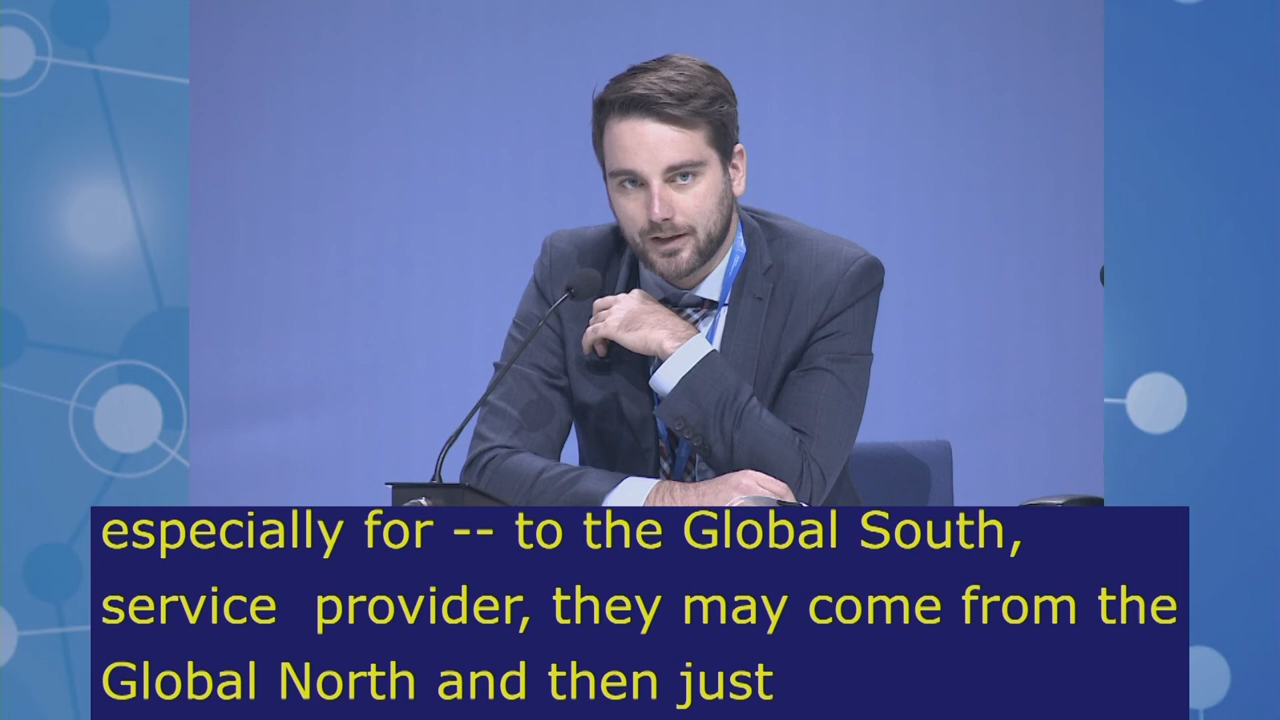 especially for -- to the Global South,
service  provider, they may come from the
Global North and then just